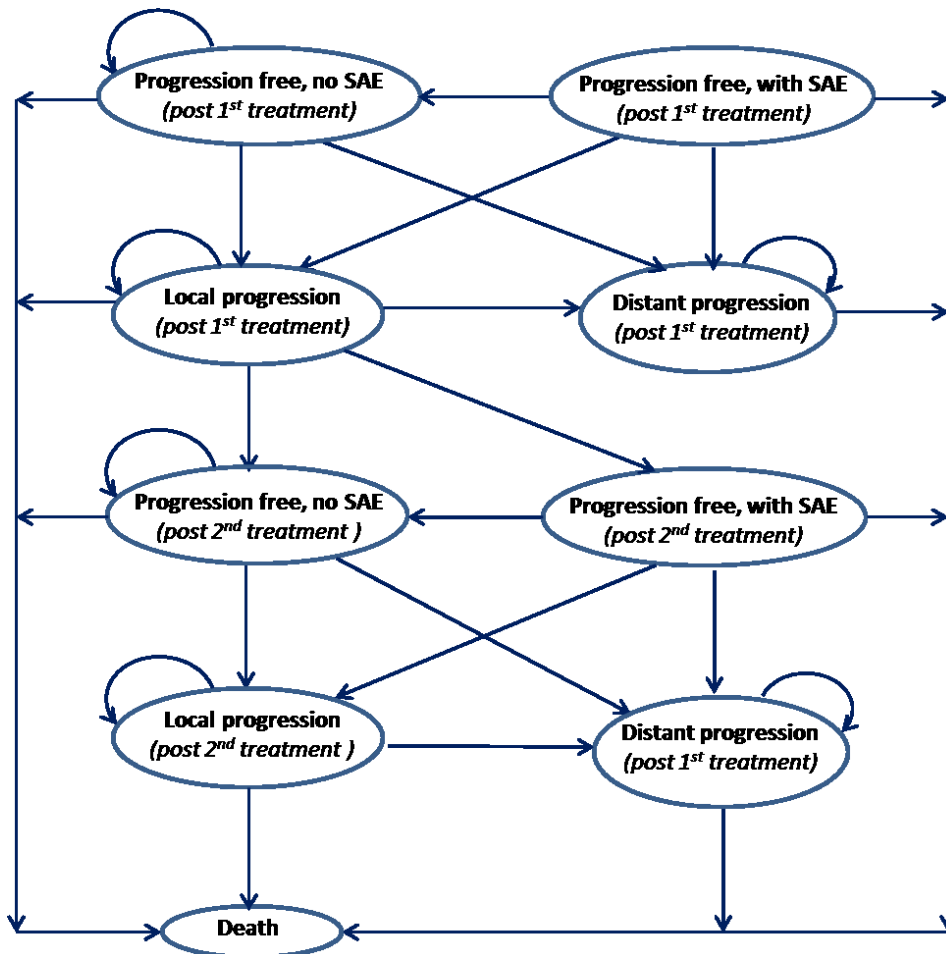 Progression free, no SAE
(post 1st treatment)
Progression free, with SAE
(post 1st treatment)
Local progression
(post 1st treatment)
Distant progression
(post 1st treatment)
Progression free, no SAE
(post 2nd treatment )
Progression free, with SAE
(post 2nd treatment)
Local progression
(post 2nd treatment )
Distant progression
(post 1st treatment)
Death